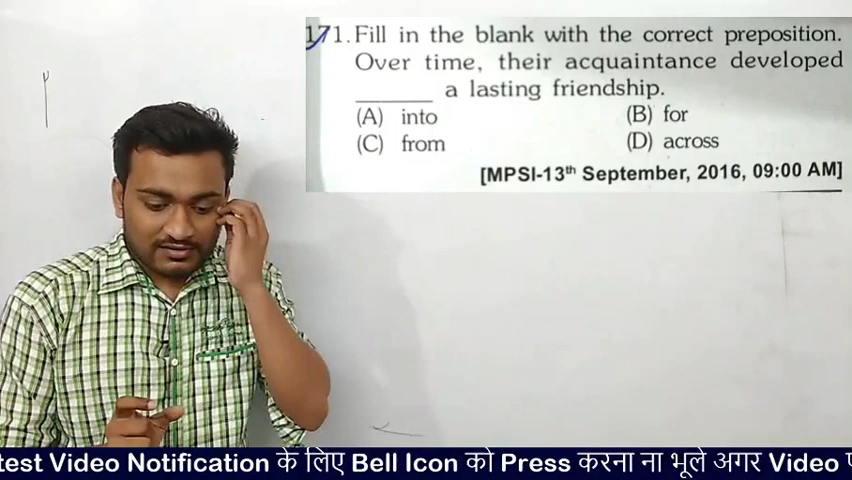 171. Fill in the blank with the correct preposition.
Over time, their acquaintance developed
________ a lasting friendship.
(A) into (B) for
(C) from (D) across
[MPSI-13th September, 2016, 09:00 AM]
test Video Notification के लिए Bell Icon को Press करना ना भूले अगर Video